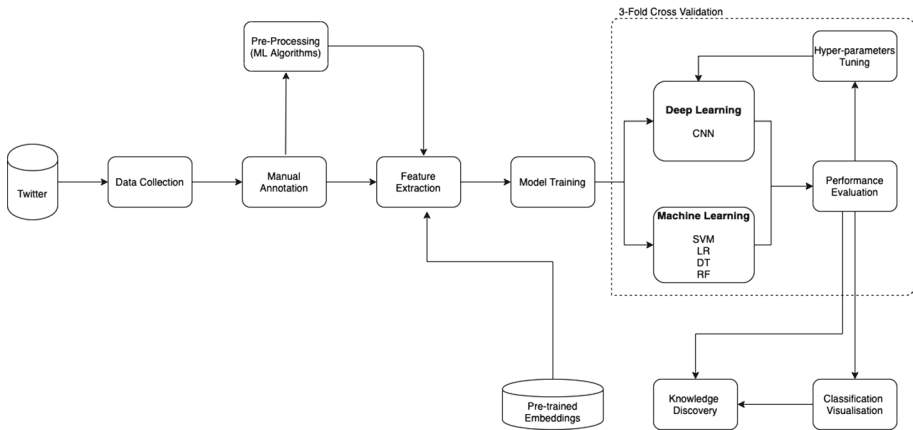 3-Fold Cross Validation
Pre-Processing
(ML Algorithms)
Hyper-parameters
Tuning
Deep Learning
CNN
Twitter
Data Collection
Manual
Annotation
Feature
Extraction
Model Training
Performance
Evaluation
Machine Learning
SVM
LR
DT
RF
Pre-trained
Embeddings
Knowledge
Discovery
Classification
Visualisation